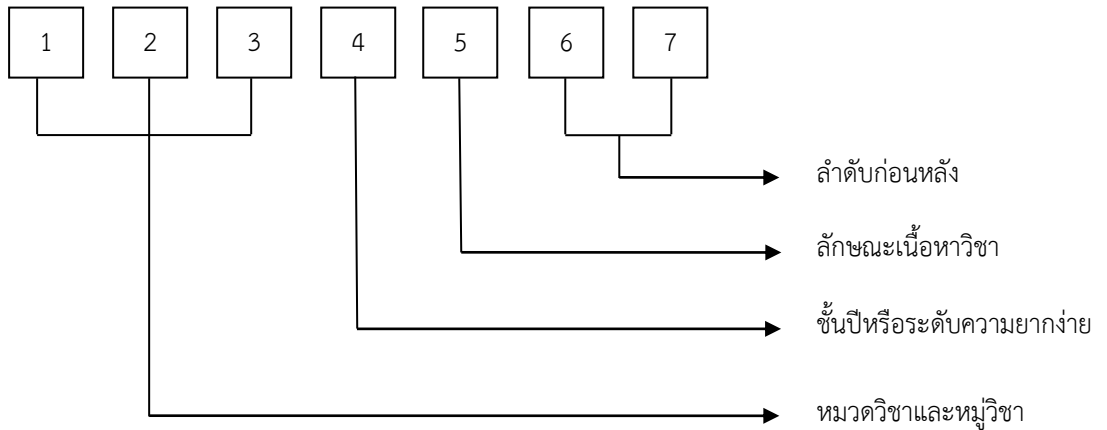 1 2 3 4 5 6 7
ลำดับก่อนหลัง
ลักษณะเนื้อหาวิชา
ชั้นปีหรือระดับความยากง่าย
หมวดวิชาและหมู่วิชา